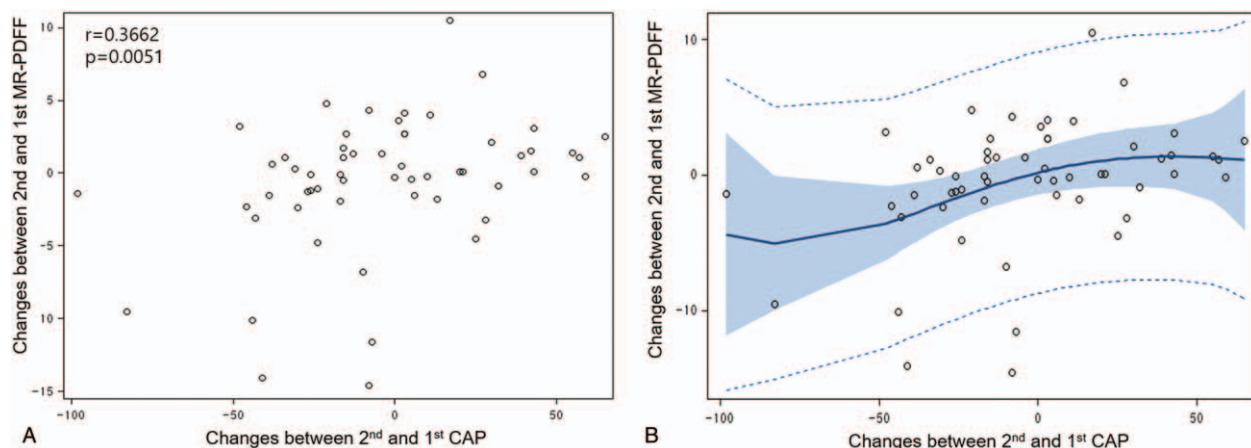 r=0.3662
p=0.0051
Changes between 2nd and 1st MR-PDFF
10
5
0
-5
-10
-15
-100
-50
0
50
Changes between 2nd and 1st CAP
A
Changes between 2nd and 1st MR-PDFF
10
0
-10
-100
-50
0
50
Changes between 2nd and 1st CAP
B